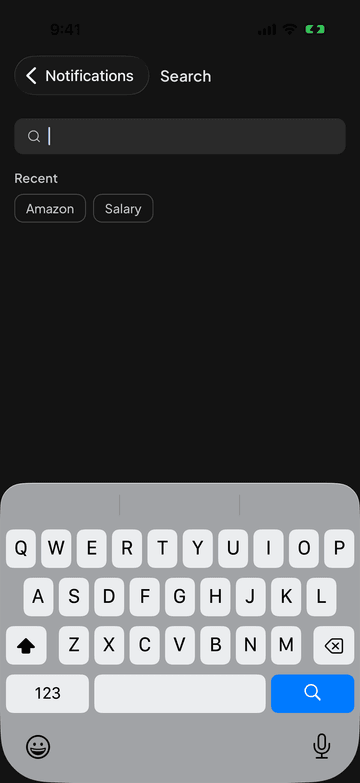 9:41
Notifications Search
Recent
Amazon Salary
Q W E R T Y U I O P
A S D F G H J K L
Z X C V B N M
123